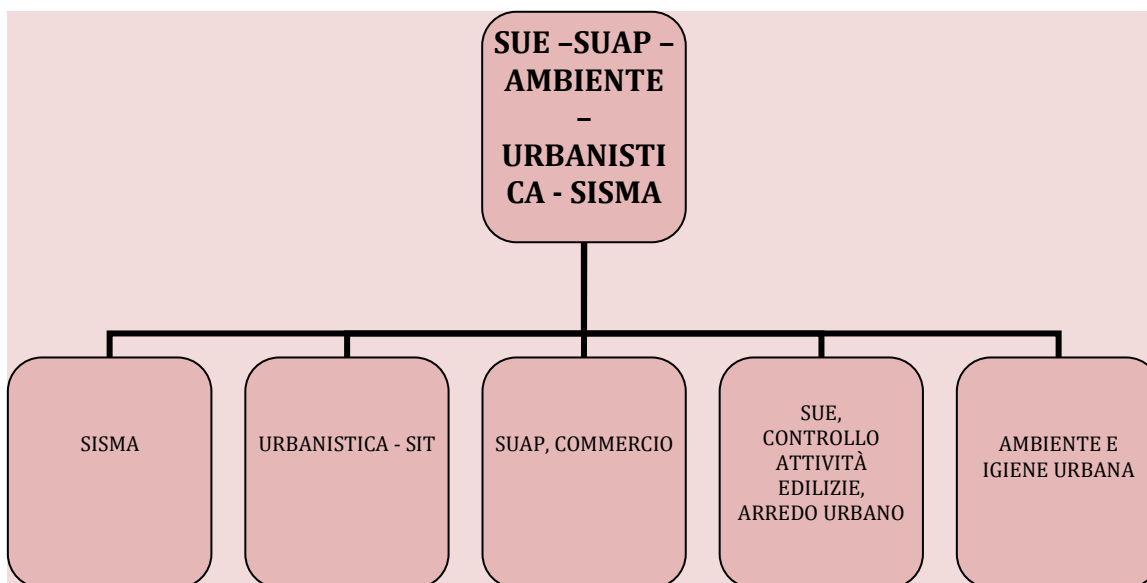 SUE –SUAP –
AMBIENTE
–
URBANISTI
CA - SISMA
SISMA
URBANISTICA - SIT
SUAP, COMMERCIO
SUE,
CONTROLLO
ATTIVITÀ
EDILIZIE,
ARREDO URBANO
AMBIENTE E
IGIENE URBANA